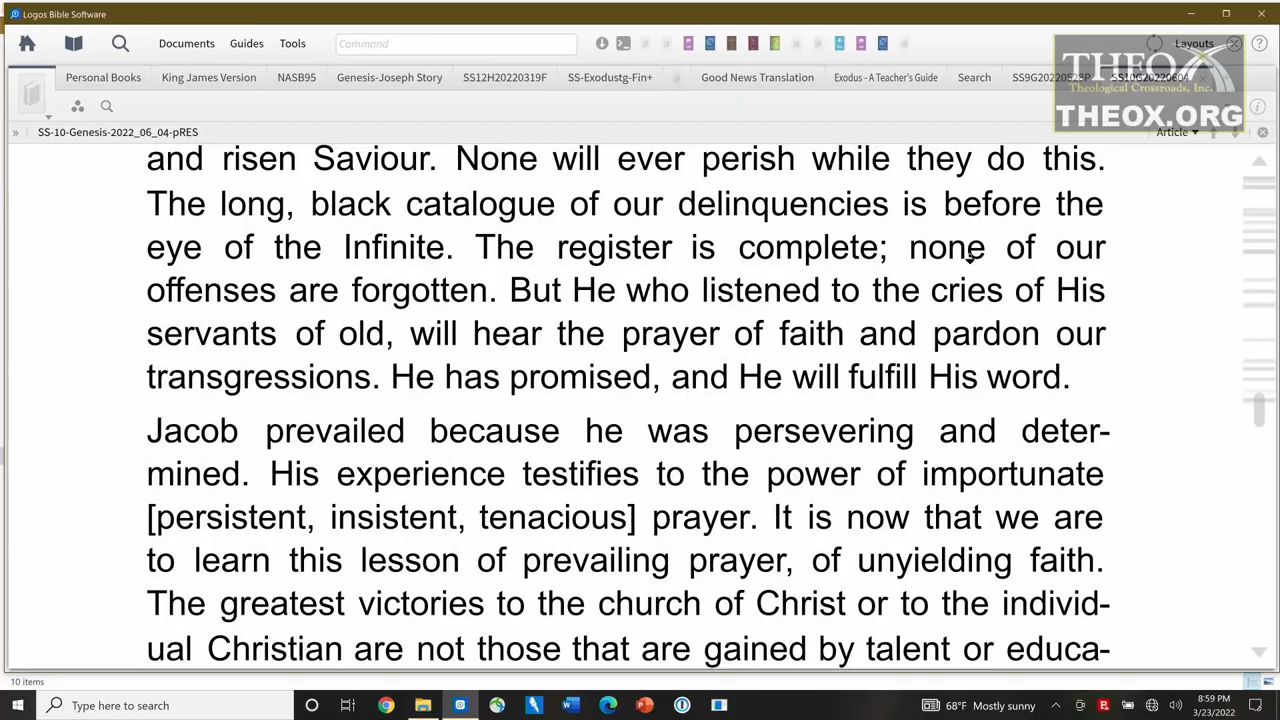 Logos Bible Software
Documents Guides Tools Command Layouts
THEOX
Theological Crossroads, Inc.
THEOX.ORG
Personal Books King James Version NASB95 Genesis-Joseph Story SS12H20220319F SS-Exodustg-Fin+ Good News Translation Exodus - A Teacher's Guide Search SS10G20220604
SS-10-Genesis-2022_06_04-pRES Article
and risen Saviour. None will ever perish while they do this.
The long, black catalogue of our delinquencies is before the
eye of the Infinite. The register is complete; none of our
offenses are forgotten. But He who listened to the cries of His
servants of old, will hear the prayer of faith and pardon our
transgressions. He has promised, and He will fulfill His word.
Jacob prevailed because he was persevering and deter-
mined. His experience testifies to the power of importunate
[persistent, insistent, tenacious] prayer. It is now that we are
to learn this lesson of prevailing prayer, of unyielding faith.
The greatest victories to the church of Christ or to the individ-
ual Christian are not those that are gained by talent or educa-
10 items
Type here to search
68°F Mostly sunny
8:59 PM
3/23/2022